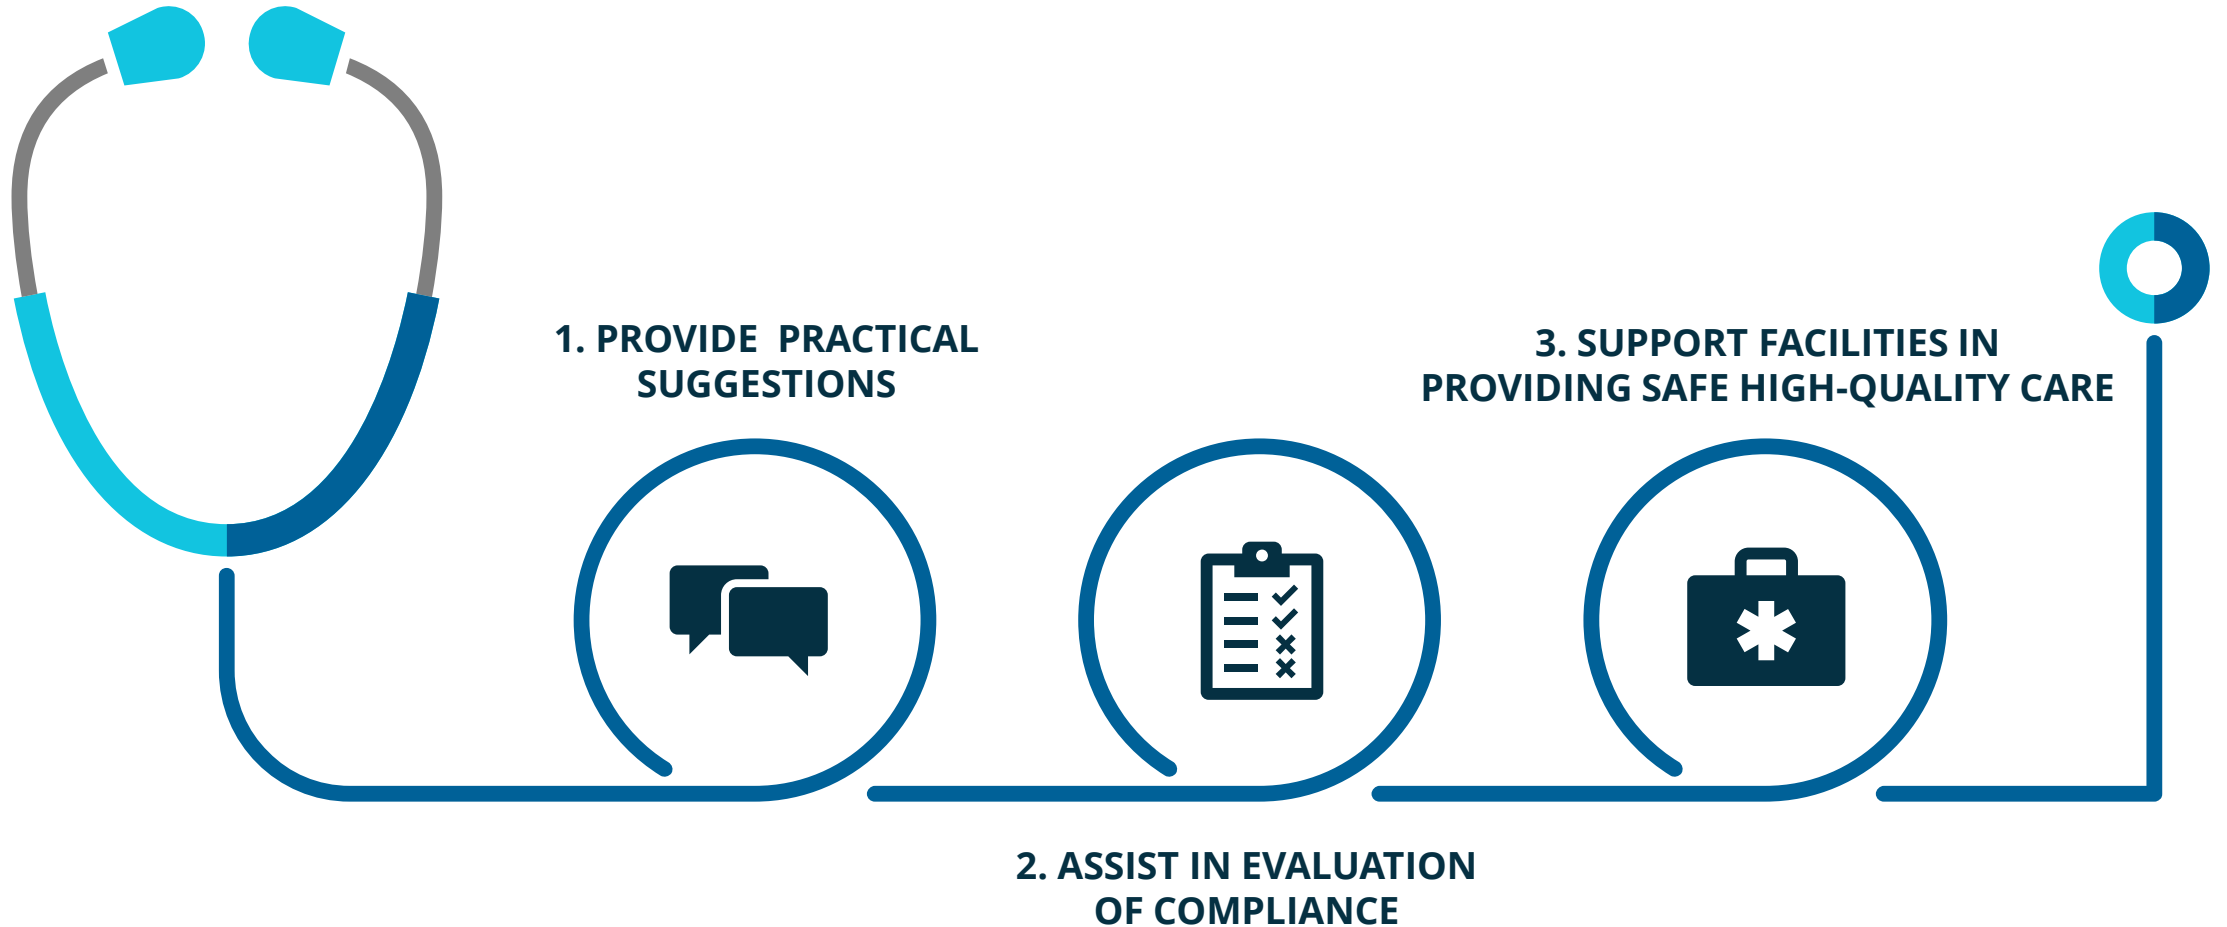 1. PROVIDE  PRACTICAL
SUGGESTIONS
2. ASSIST IN EVALUATION
OF COMPLIANCE
3. SUPPORT FACILITIES IN
PROVIDING SAFE HIGH-QUALITY CARE